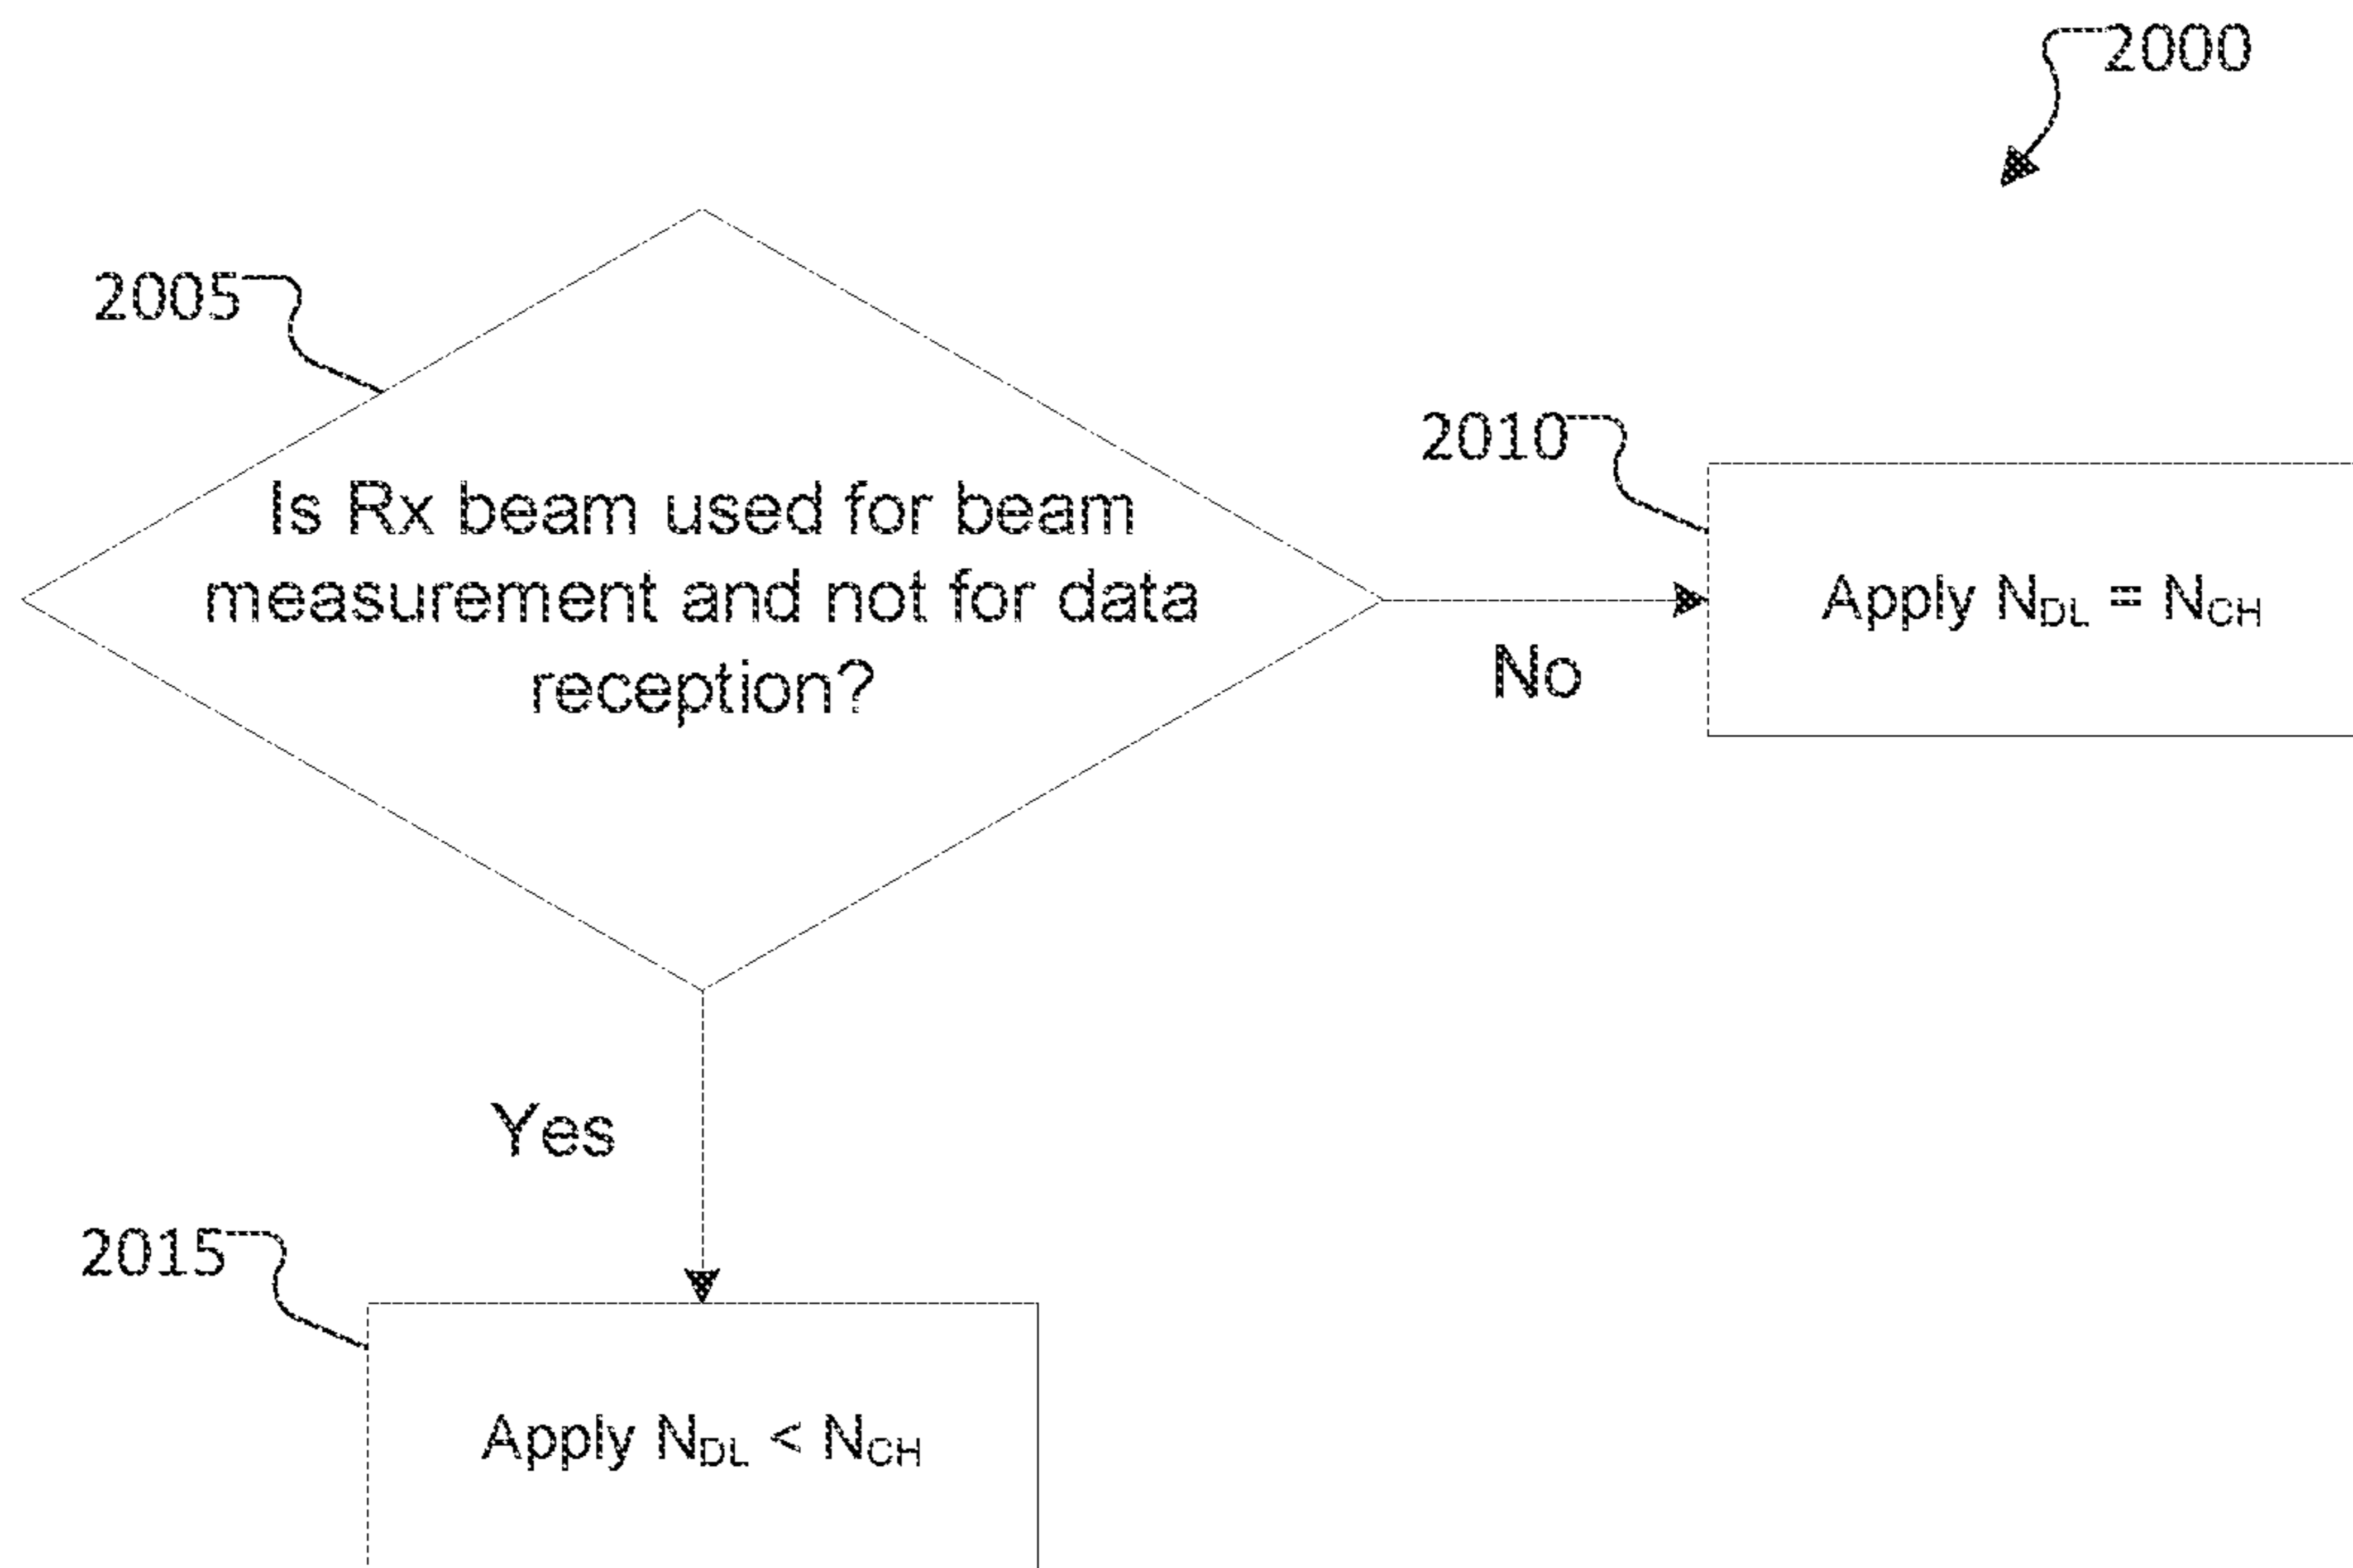 2000
2005
Is Rx beam used for beam
measurement and not for data
reception?
2010
Apply NDL = NCH
No
Yes
2015
Apply NDL < NCH